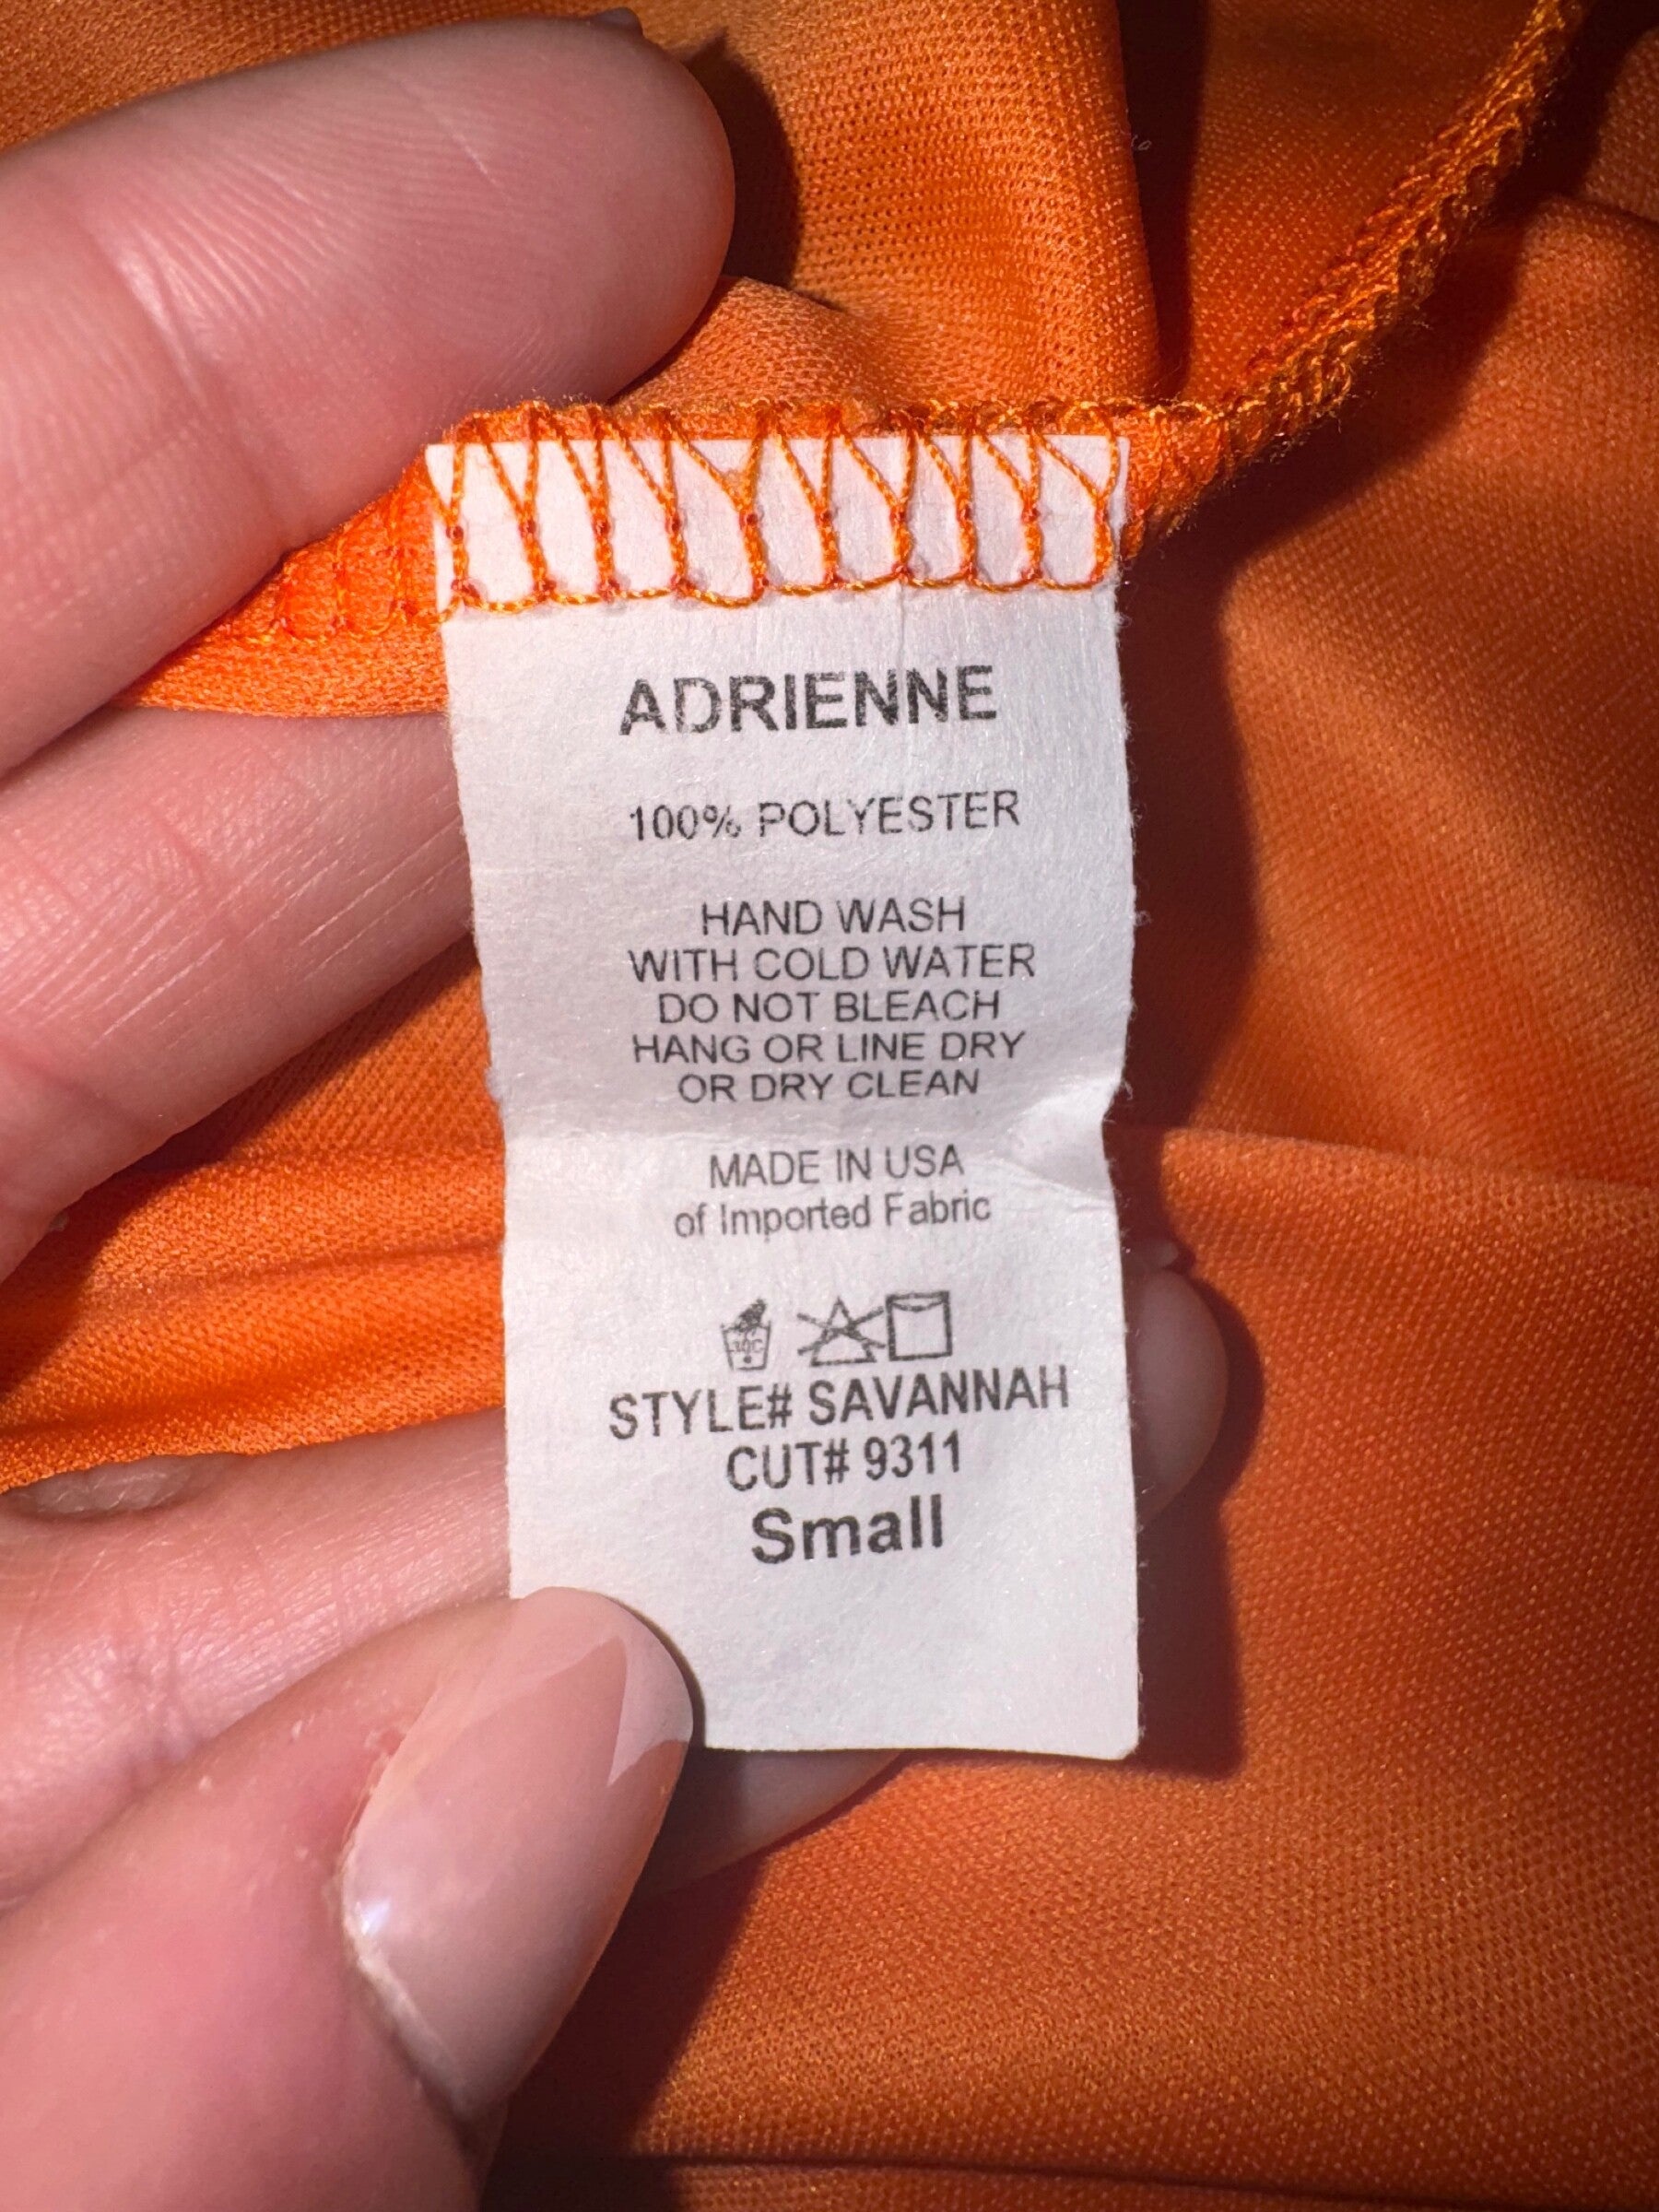 ADRIENNE
100% POLYESTER
HAND WASH
WITH COLD WATER
DO NOT BLEACH
HANG OR LINE DRY
OR DRY CLEAN
MADE IN USA
of Imported Fabric
30C
STYLE# SAVANNAH
CUT# 9311
Small